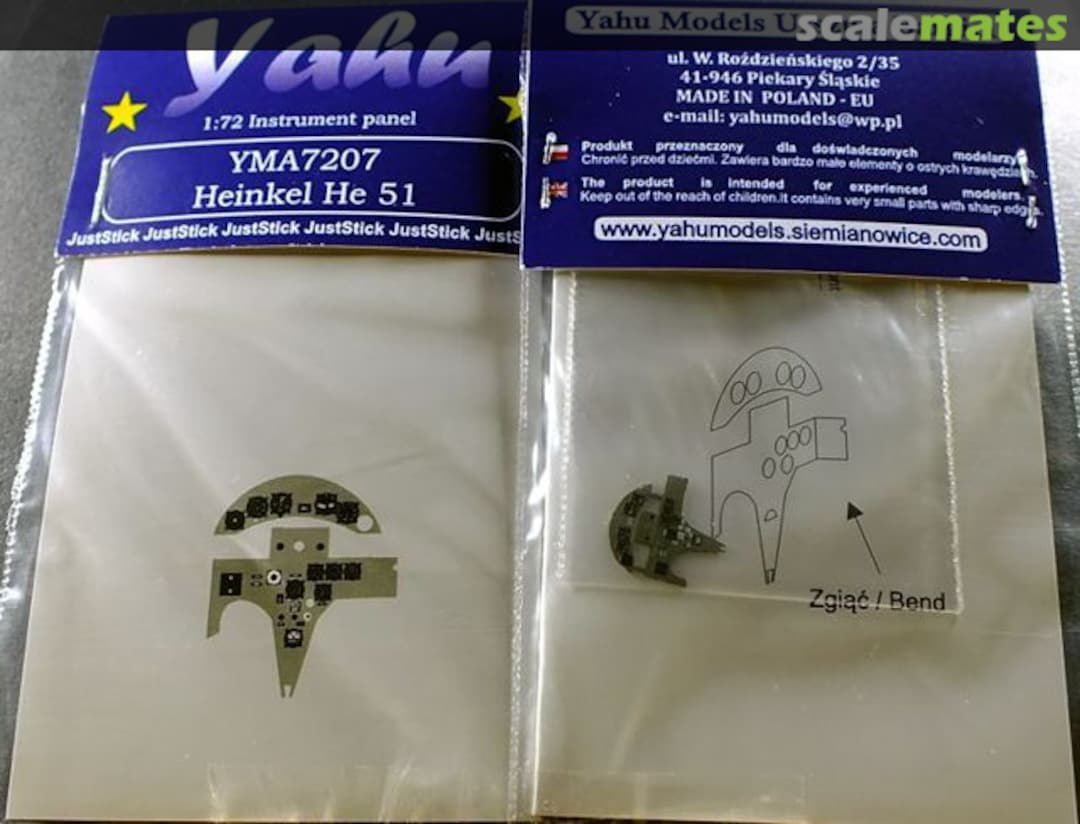 scalemates
Yahu
1:72 Instrument panel
YMA7207
Heinkel He 51
JustStick JustStick JustStick JustStick JustStick JustS
Yahu Models
ul. W. Roździeńskiego 2/35
41-946 Piekary Śląskie
MADE IN POLAND - EU
e-mail: yahumodels@wp.pl
Produkt przeznaczony dla doświadczonych modelarzy
Chronić przed dziećmi. Zawiera bardzo małe elementy o ostrych krawędziach.
The product is intended for experienced modelers.
Keep out of the reach of children.it contains very small parts with sharp edges.
www.yahumodels.siemianowice.com
Zgiąć / Bend